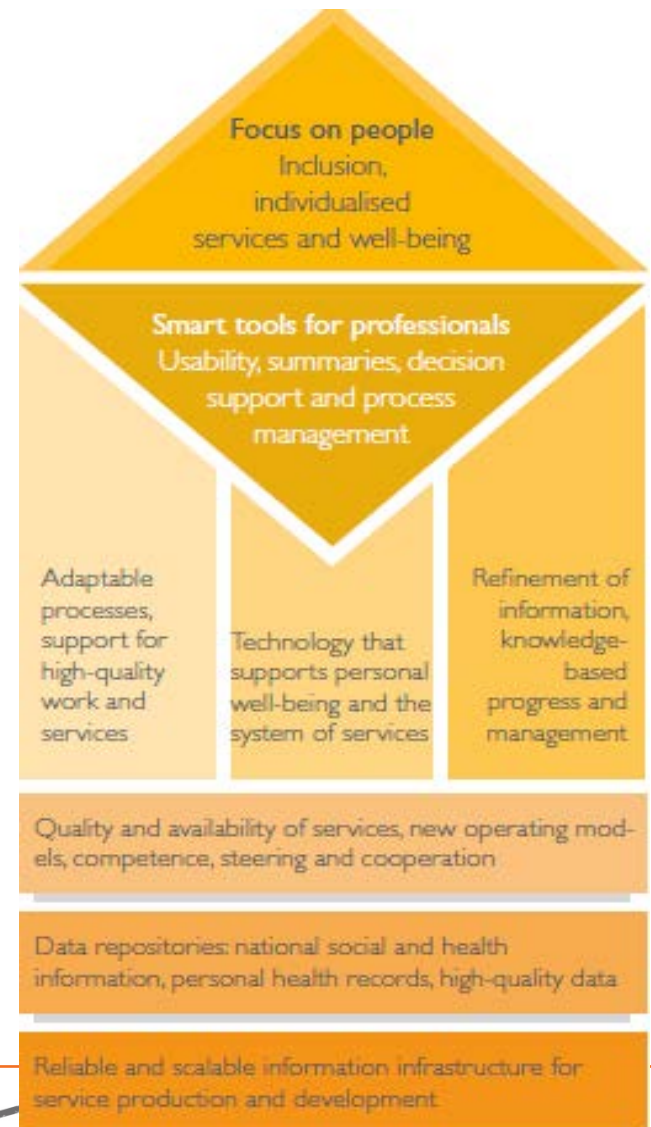 Focus on people
Inclusion,
individualised
services and well-being
Smart tools for professionals
Usability, summaries, decision
support and process
management
Adaptable
processes,
support for
high-quality
work and
services
Technology that
supports personal
well-being and the
system of services
Refinement of
information,
knowledge-
based
progress and
management
Quality and availability of services, new operating mod-
els, competence, steering and cooperation
Data repositories: national social and health
information, personal health records, high-quality data
Reliable and scalable information infrastructure for
service production and development